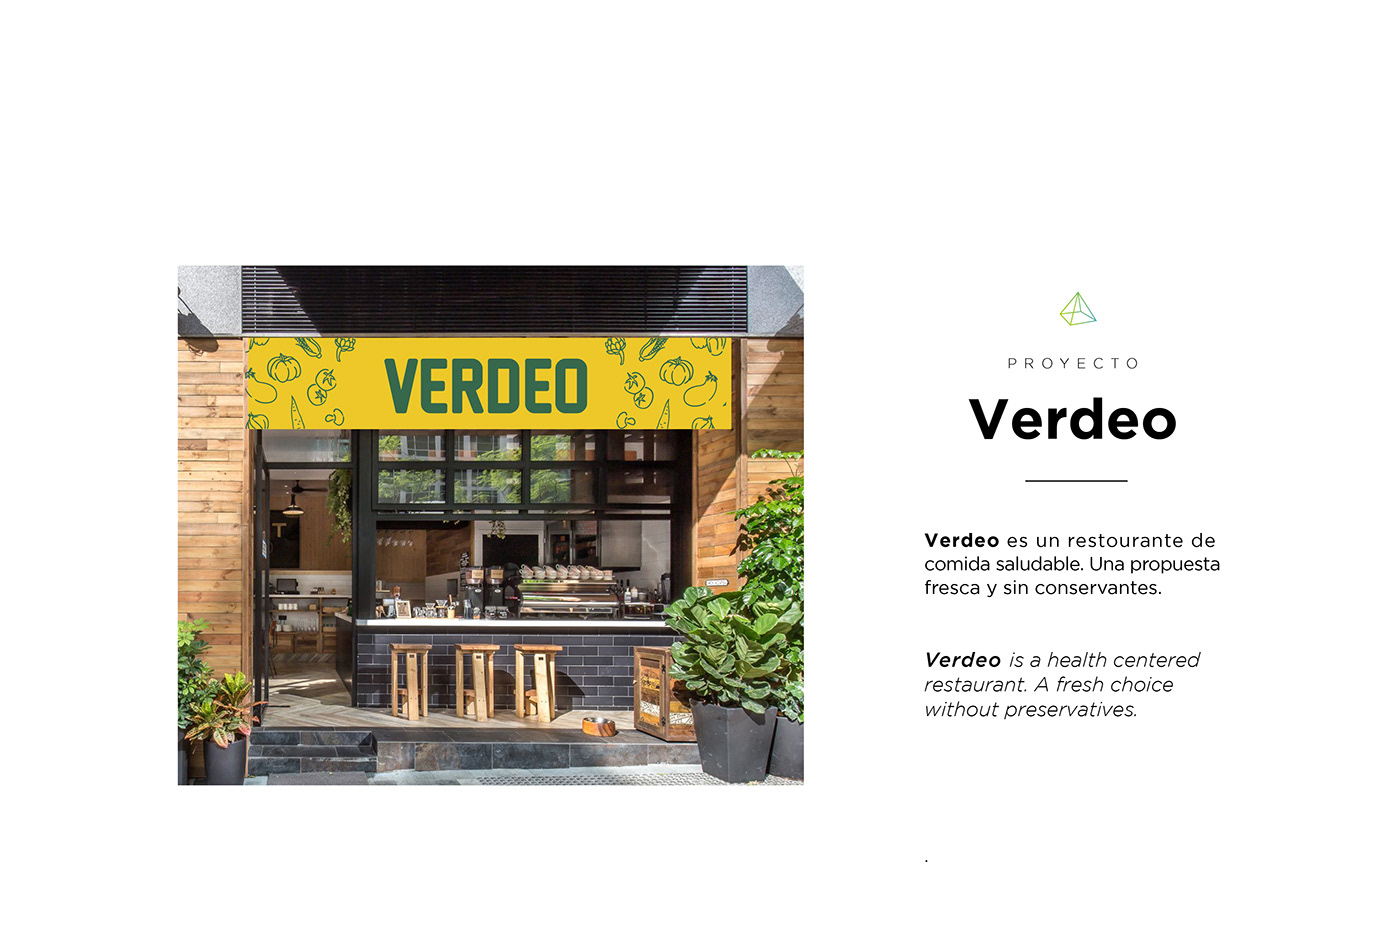 VERDEO
PROYECTO
Verdeo
Verdeo es un restourante de
comida saludable. Una propuesta
fresca y sin conservantes.
Verdeo is a health centered
restaurant. A fresh choice
without preservatives.
.